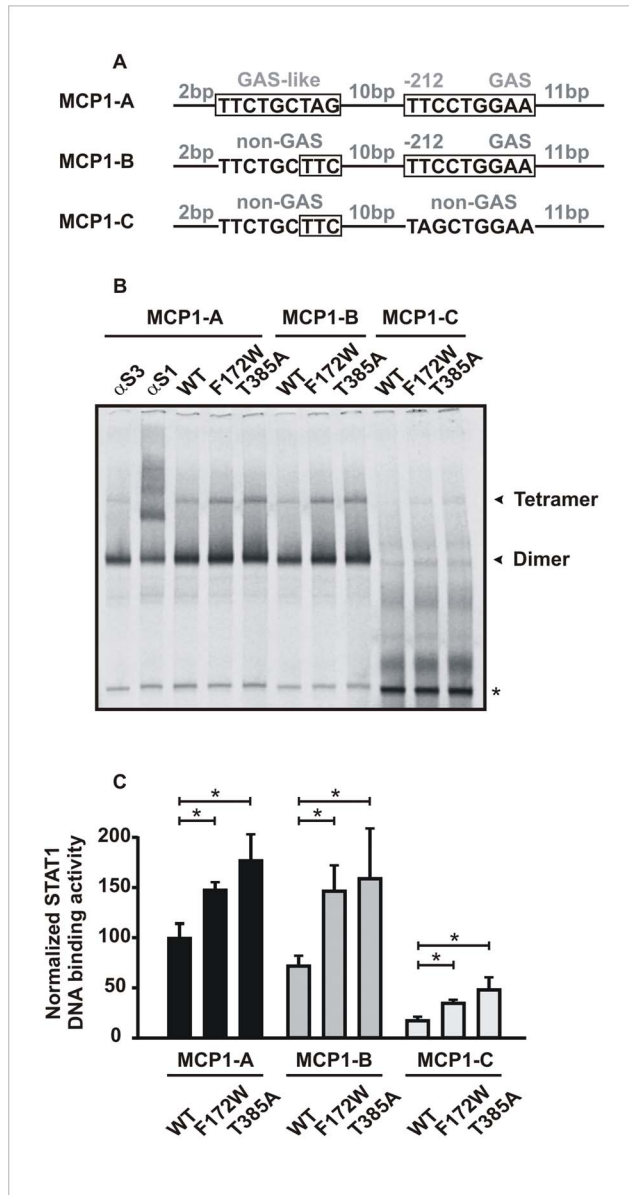 A
GAS-like -212 GAS
MCP1-A 2bp TTCTGCTAG 10bp TTCCTGGAA 11bp
non-GAS -212 GAS
MCP1-B 2bp TTCTGCTTC 10bp TTCCTGGAA 11bp
non-GAS non-GAS
MCP1-C 2bp TTCTGCTTC 10bp TAGCTGGAA 11bp
B
MCP1-A MCP1-B MCP1-C
αS3 αS1 WT F172W T385A WT F172W T385A WT F172W T385A
Tetramer
Dimer
*
C
* * *
* * *
Normalized STAT1
DNA binding activity
200
150
100
50
0
MCP1-A MCP1-B MCP1-C
WT F172W T385A WT F172W T385A WT F172W T385A